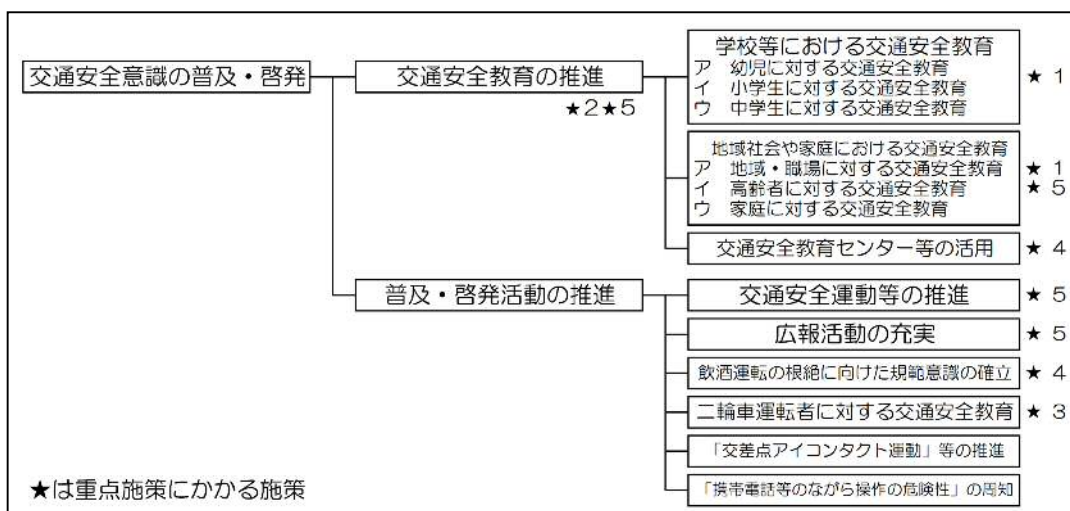 交通安全意識の普及・啓発
交通安全教育の推進
★2★5
学校等における交通安全教育
ア 幼児に対する交通安全教育
イ 小学生に対する交通安全教育
ウ 中学生に対する交通安全教育
★ 1
地域社会や家庭における交通安全教育
ア 地域・職場に対する交通安全教育
イ 高齢者に対する交通安全教育
ウ 家庭に対する交通安全教育
★ 1
★ 5
交通安全教育センター等の活用
★ 4
普及・啓発活動の推進
交通安全運動等の推進
★ 5
広報活動の充実
★ 5
飲酒運転の根絶に向けた規範意識の確立
★ 4
二輪車運転者に対する交通安全教育
★ 3
「交差点アイコンタクト運動」等の推進
「携帯電話等のながら操作の危険性」の周知
★は重点施策にかかる施策